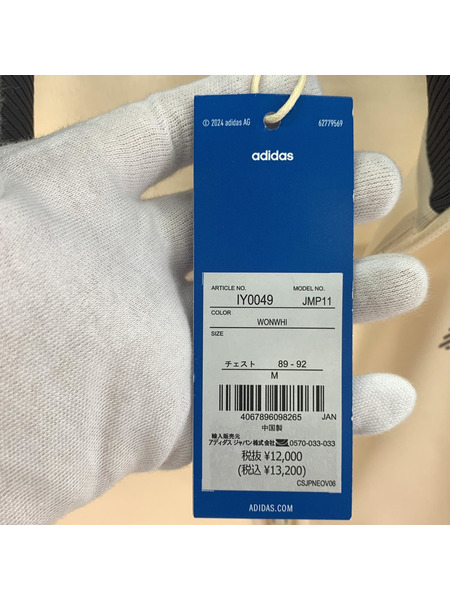 © 2024 adidas AG 62779569
adidas
ARTICLE NO. MODEL NO.
IY0049 JMP11
COLOR
WONWHI
SIZE
チェスト 89 - 92
M
4067896098265 JAN
中国製
輸入販売元
アディダス ジャパン株式会社 0570-033-033
税抜 ¥12,000
(税込 ¥13,200)
CSJPNEOV06
ADIDAS.COM